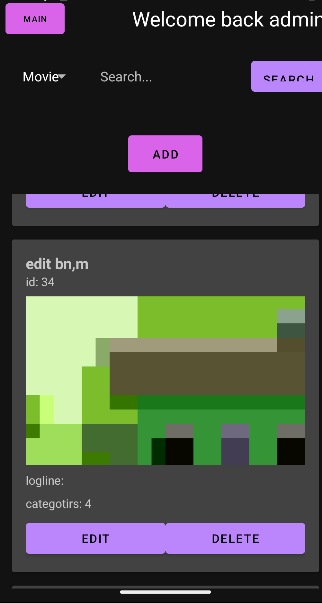 MAIN
Welcome back admin
Movie
Search...
SEARCH
ADD
EDIT
DELETE
edit bn,m
id: 34
logline:
categotirs: 4
EDIT
DELETE